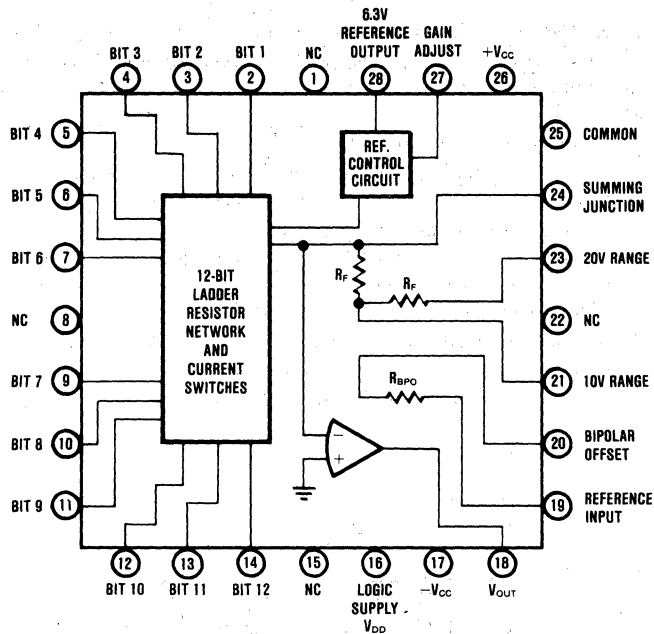 6.3V
REFERENCE
OUTPUT
GAIN
ADJUST
BIT 3
BIT 2
BIT 1
NC
+VCC
4
3
2
1
28
27
26
BIT 4
5
25
COMMON
REF.
CONTROL
CIRCUIT
BIT 5
6
24
SUMMING
JUNCTION
BIT 6
7
23
20V RANGE
RF
RF
12-BIT
LADDER
RESISTOR
NETWORK
AND
CURRENT
SWITCHES
NC
8
22
NC
BIT 7
9
21
10V RANGE
RBPO
BIT 8
10
20
BIPOLAR
OFFSET
−
+
BIT 9
11
19
REFERENCE
INPUT
12
13
14
15
16
17
18
BIT 10
BIT 11
BIT 12
NC
LOGIC
SUPPLY
VDD
−VCC
VOUT